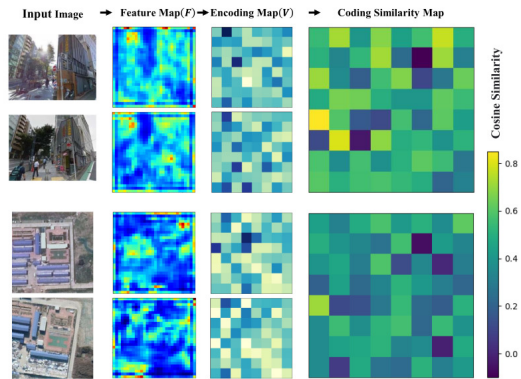 Input Image → Feature Map(F) → Encoding Map(V) → Coding Similarity Map
Cosine Similarity
0.8
0.6
0.4
0.2
0.0